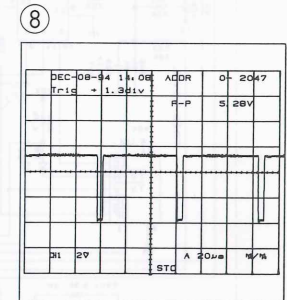 8
DEC-08-94 14:08 ADDR 0- 2047
Trig + 1.3div
P-P 5.28V
CH1 2V A 20µs
STO